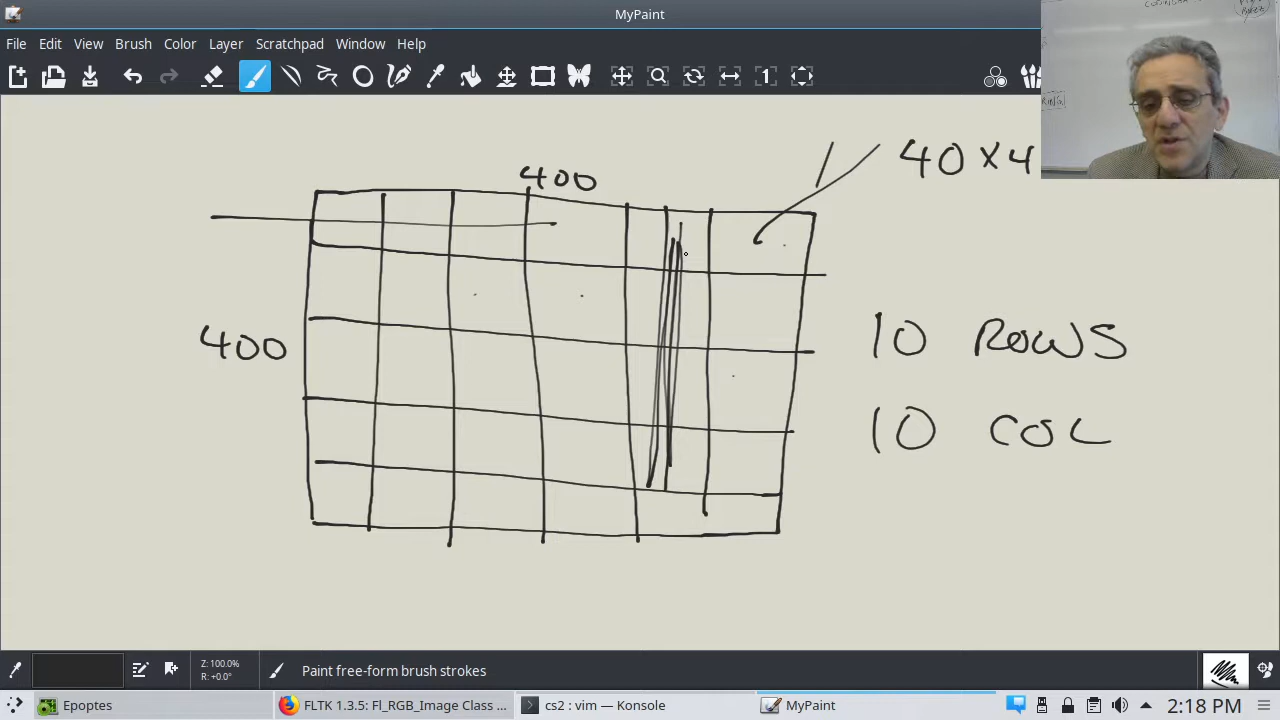 MyPaint
File Edit View Brush Color Layer Scratchpad Window Help
400
40 x 4
400
10 ROWS
10 COL
Z: 100.0%
R: +0.0°
Paint free-form brush strokes
Epoptes
FLTK 1.3.5: Fl_RGB_Image Class ...
cs2 : vim — Konsole
MyPaint
2:18 PM